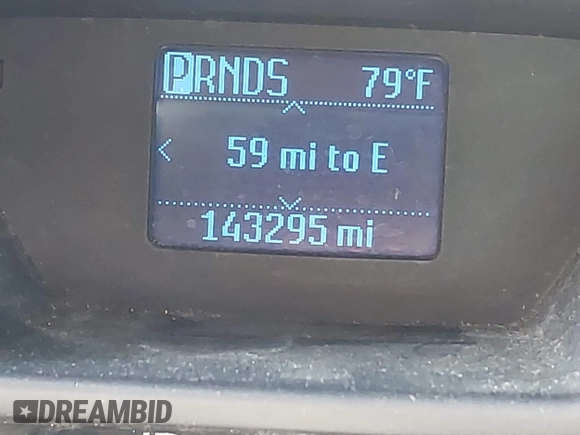 PRNDS 79°F
59 mi to E
143295 mi
DREAMBID